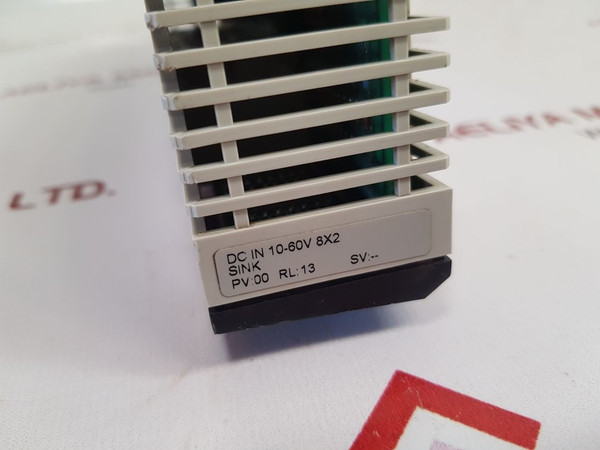 DC IN 10-60V 8X2
SINK
PV:00 RL:13 SV:--
LTD.